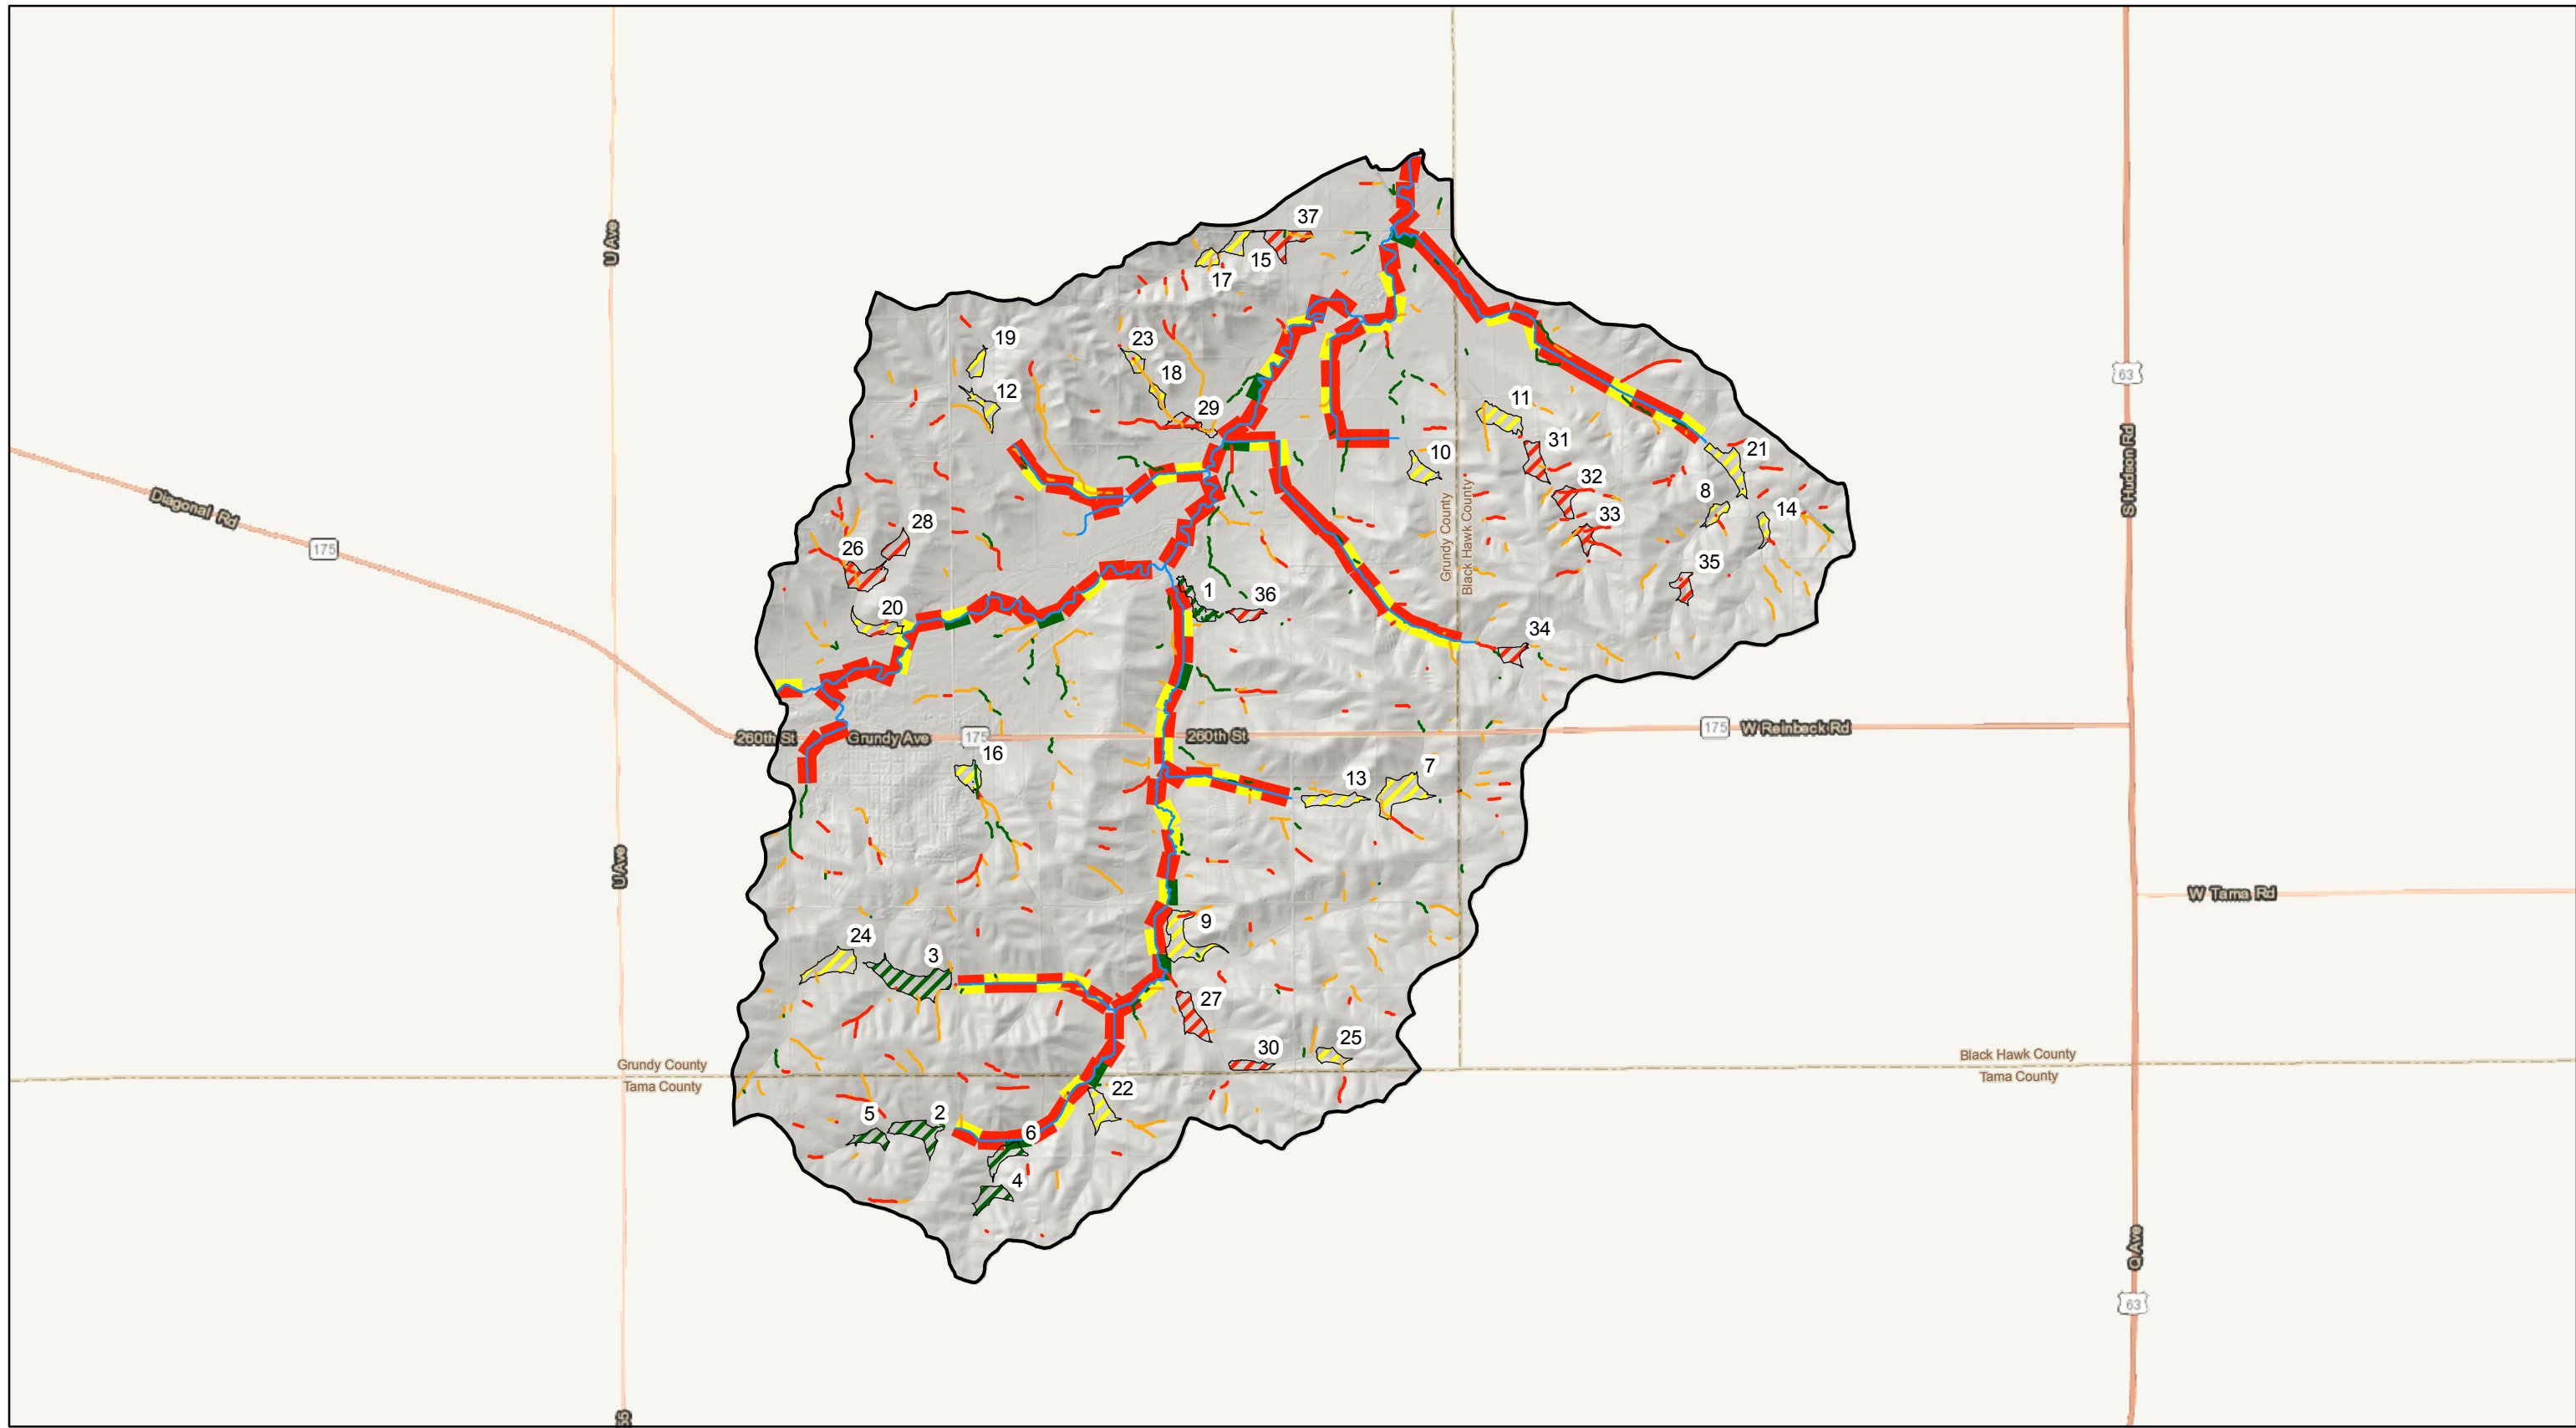 37
15
17
U Ave
19
23
12
18
29
11
63
31
10
21
S Hudson Rd
32
8
Diagonal Rd
14
33
28
175
26
Grundy County
Black Hawk County
35
1
36
20
34
175
W Reinbeck Rd
260th St
Grundy Ave
175
260th St
16
7
13
U Ave
W Tama Rd
9
24
3
27
25
30
Grundy County
Tama County
Black Hawk County
Tama County
22
5
2
6
4
Q Ave
63